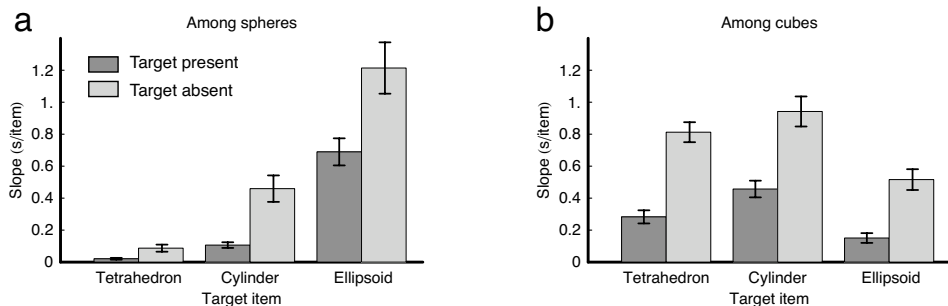 a
Among spheres
Slope (s/item)
1.2
1.
0.8
0.6
0.4
0.2
0
Target present
Target absent
Tetrahedron Cylinder Ellipsoid
Target item
b
Among cubes
Slope (s/item)
1.2
1.
0.8
0.6
0.4
0.2
0
Tetrahedron Cylinder Ellipsoid
Target item